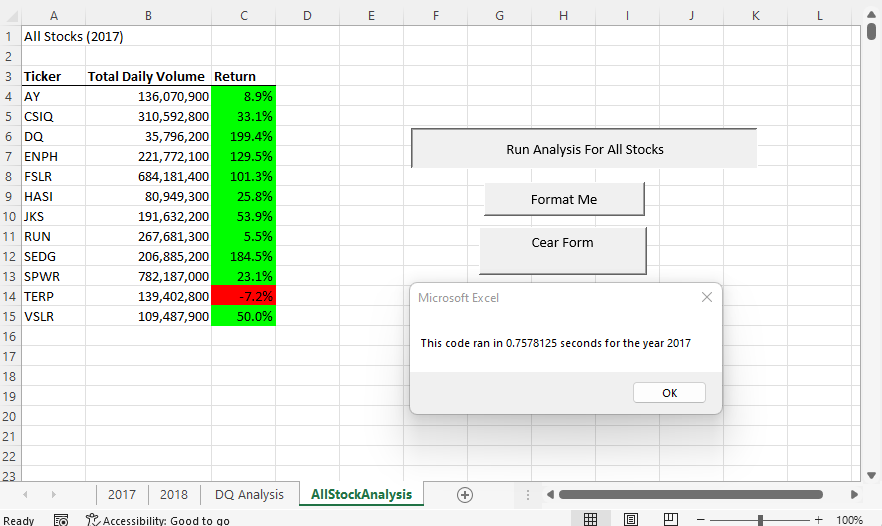 A B C D E F G H I J K L
1 All Stocks (2017)
2
3 Ticker Total Daily Volume Return
4 AY 136,070,900 8.9%
5 CSIQ 310,592,800 33.1%
6 DQ 35,796,200 199.4%
7 ENPH 221,772,100 129.5%
8 FSLR 684,181,400 101.3%
9 HASI 80,949,300 25.8%
10 JKS 191,632,200 53.9%
11 RUN 267,681,300 5.5%
12 SEDG 206,885,200 184.5%
13 SPWR 782,187,000 23.1%
14 TERP 139,402,800 -7.2%
15 VSLR 109,487,900 50.0%
16
17
18
19
20
21
22
23
Run Analysis For All Stocks
Format Me
Cear Form
Microsoft Excel
This code ran in 0.7578125 seconds for the year 2017
OK
2017 2018 DQ Analysis AllStockAnalysis
Ready Accessibility: Good to go 100%